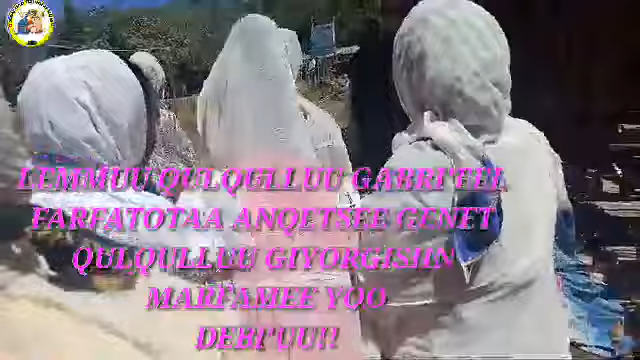 LEMMUU QULQULLUU GABRI'EEL
FARFATOTAA ANQETSEE GENET
QULQULLUU GIYORGISIIN
MARFAMEE YOO
DEBI'UU!!